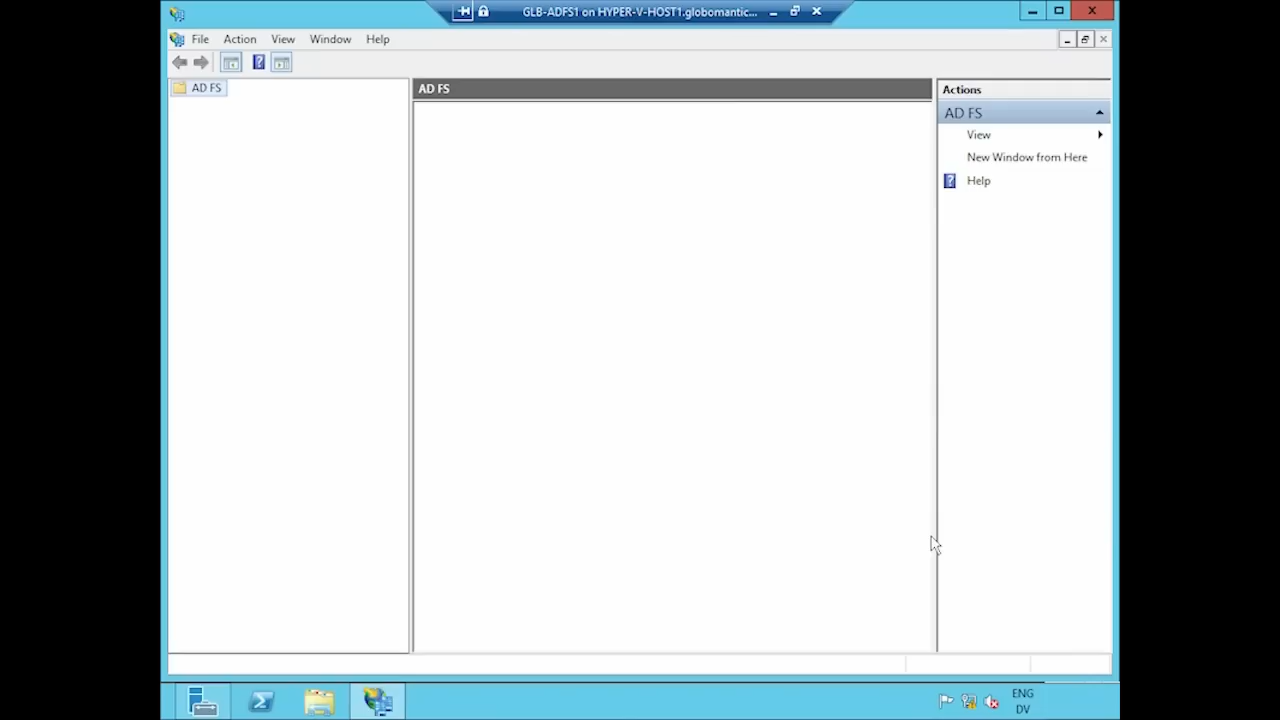 GLB-ADFS1 on HYPER-V-HOST1.globomantic...
File Action View Window Help
AD FS
AD FS
Actions
AD FS
View
New Window from Here
Help
ENG
DV